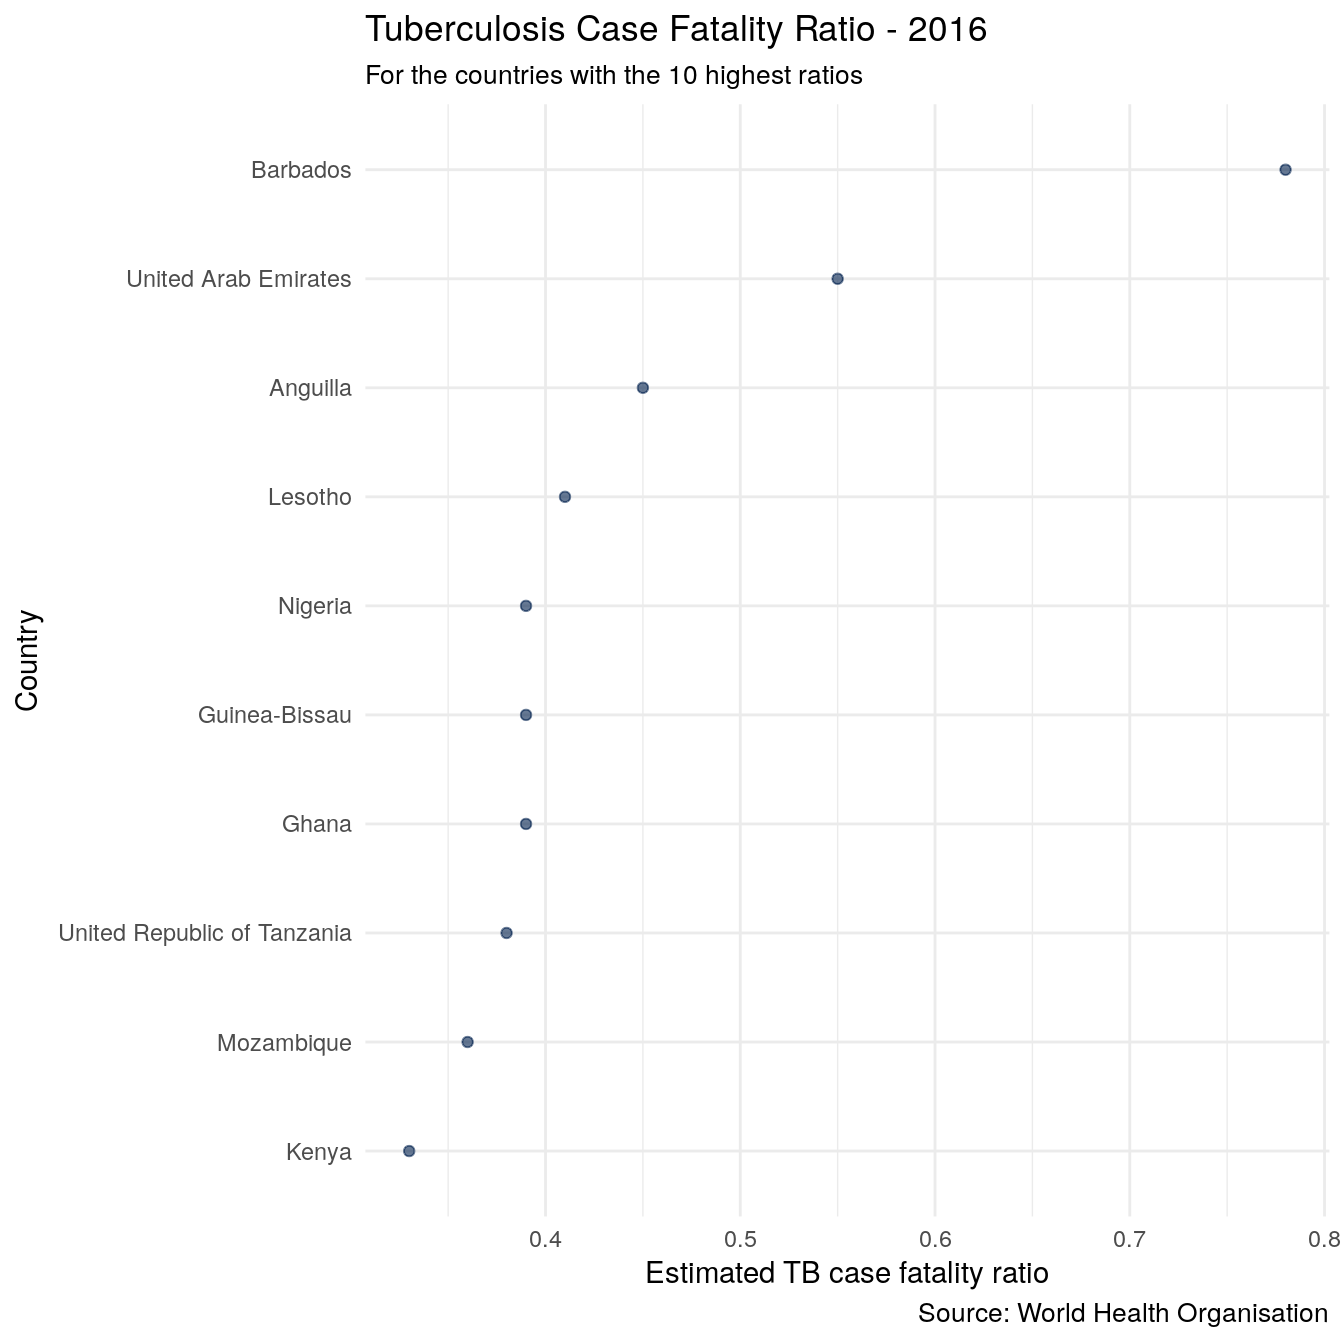 Tuberculosis Case Fatality Ratio - 2016
For the countries with the 10 highest ratios
Country
Barbados
United Arab Emirates
Anguilla
Lesotho
Nigeria
Guinea-Bissau
Ghana
United Republic of Tanzania
Mozambique
Kenya
0.4 0.5 0.6 0.7 0.8
Estimated TB case fatality ratio
Source: World Health Organisation